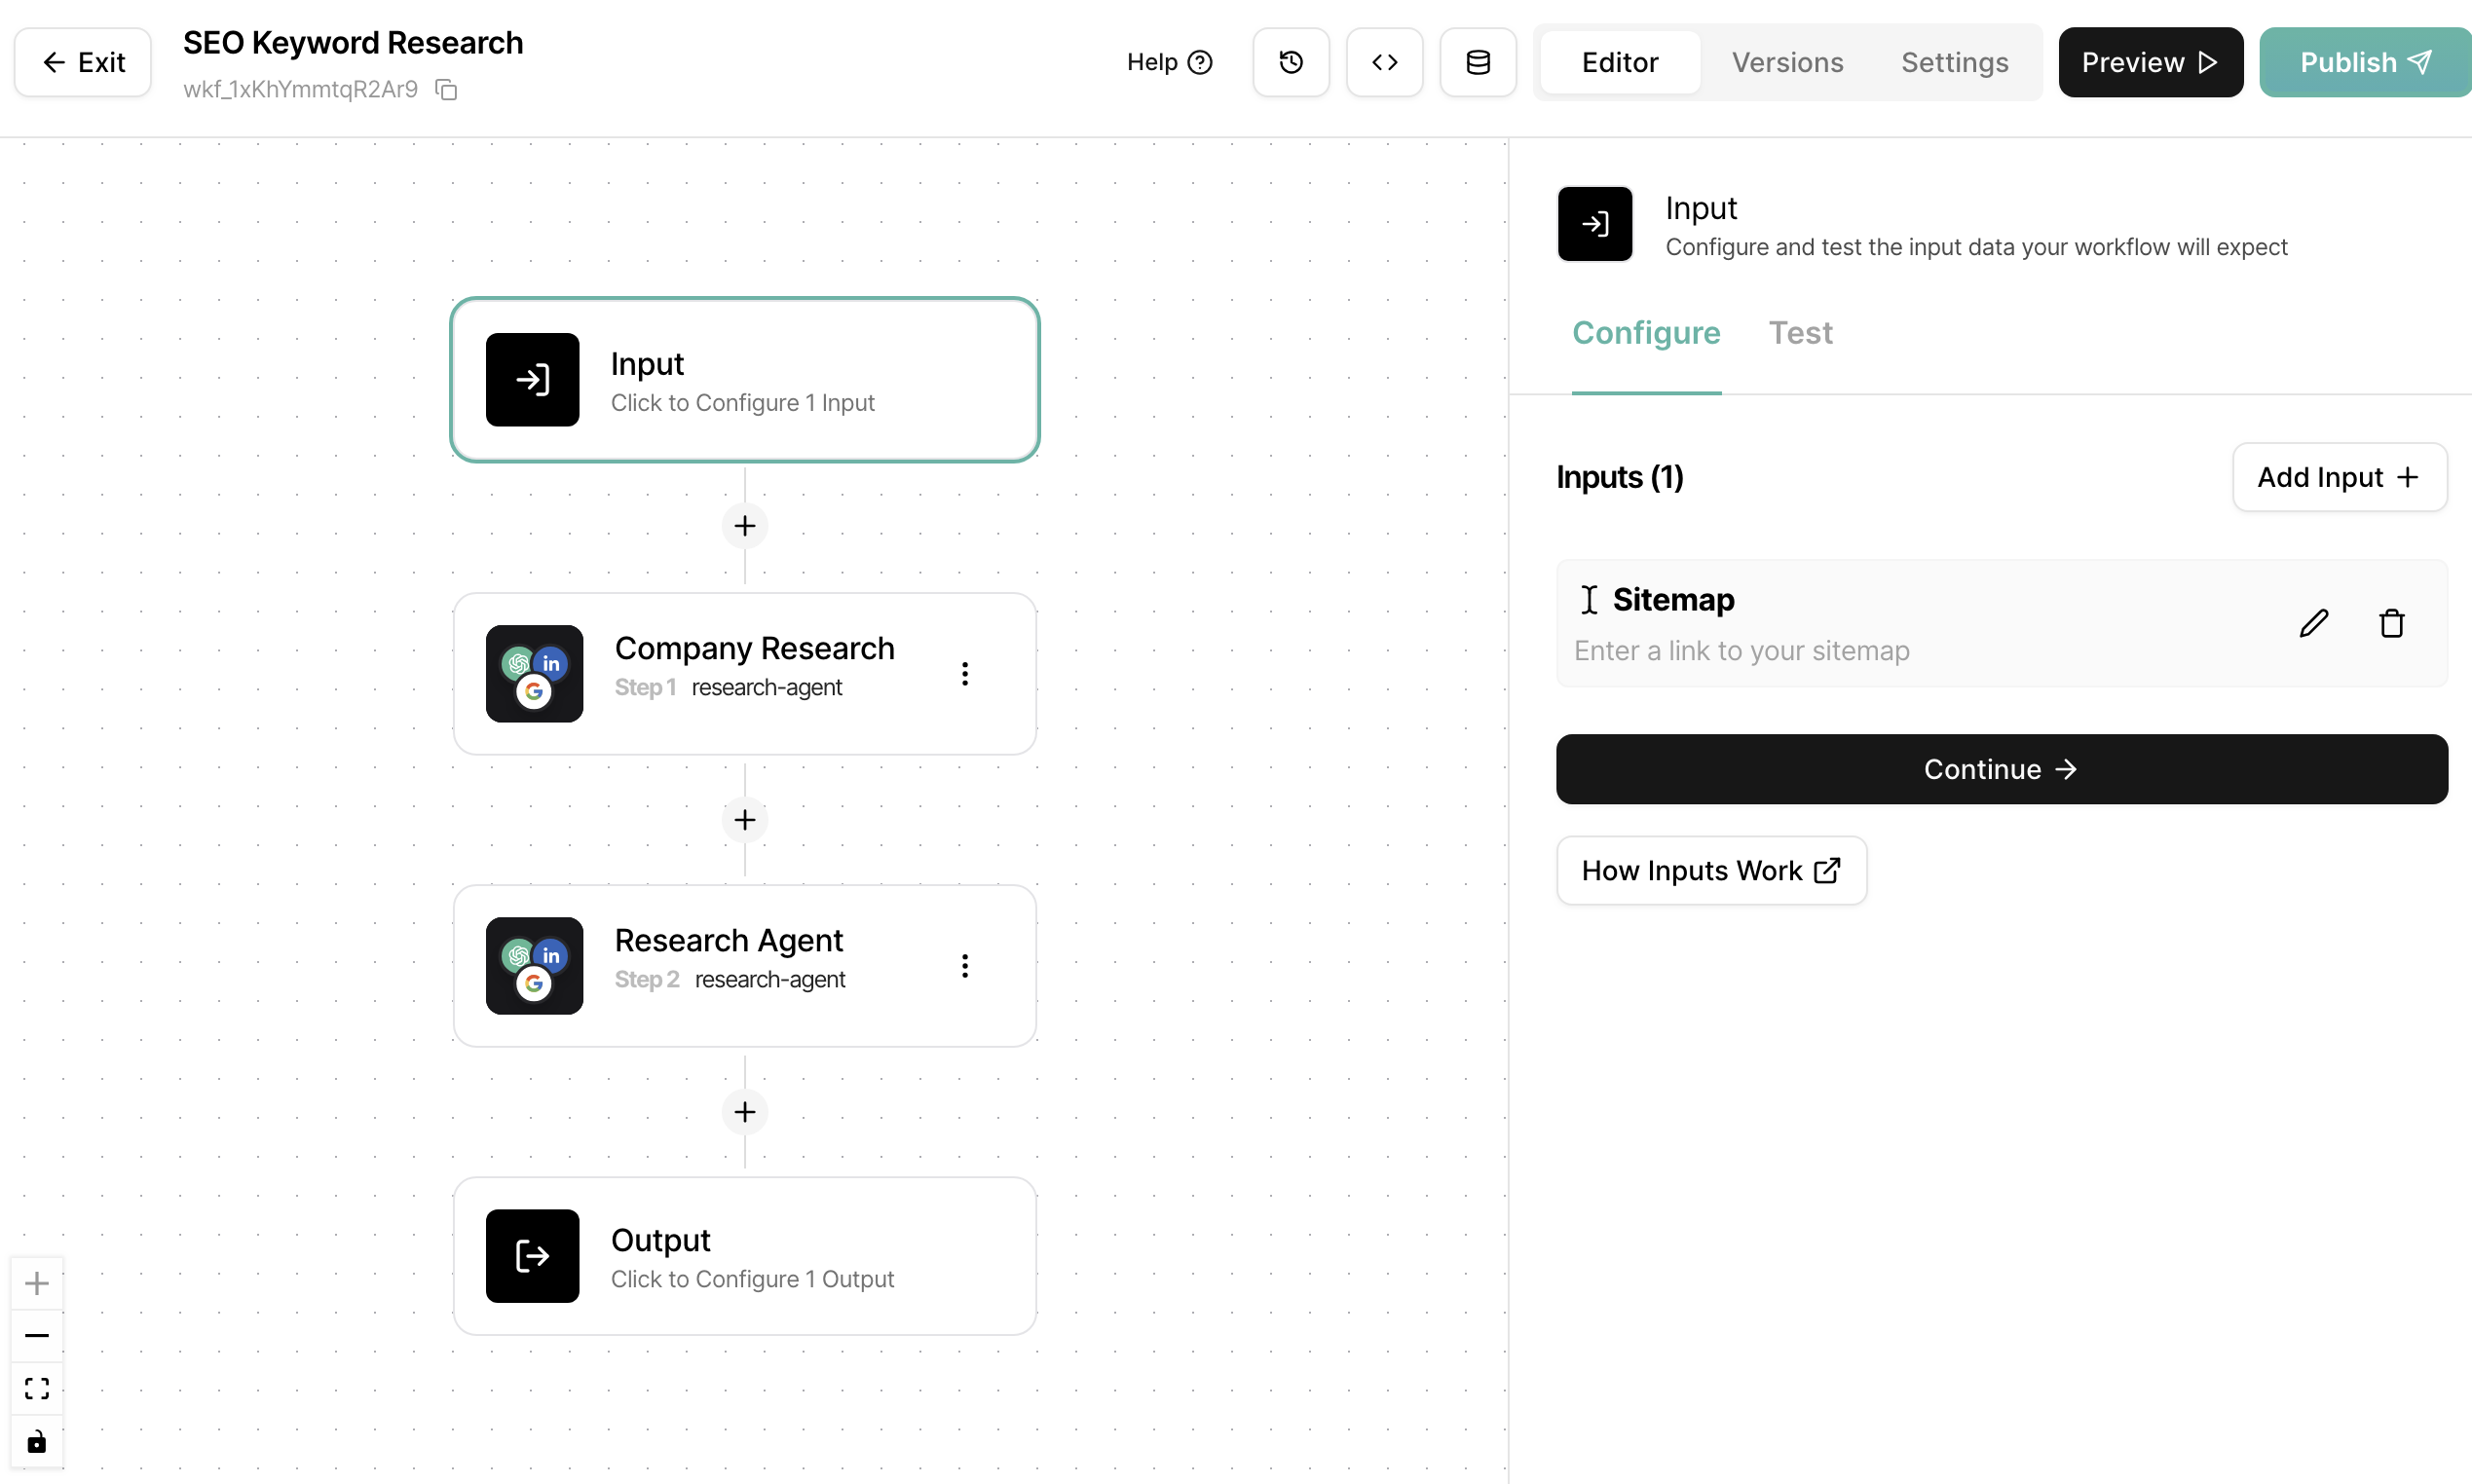 Exit
SEO Keyword Research
wkf_1xKhYmmtqR2Ar9
Help
Editor
Versions
Settings
Preview
Publish
Input
Click to Configure 1 Input
Company Research
Step 1 research-agent
in
G
Research Agent
Step 2 research-agent
in
G
Output
Click to Configure 1 Output
Input
Configure and test the input data your workflow will expect
Configure
Test
Inputs (1)
Add Input
Sitemap
Enter a link to your sitemap
Continue
How Inputs Work